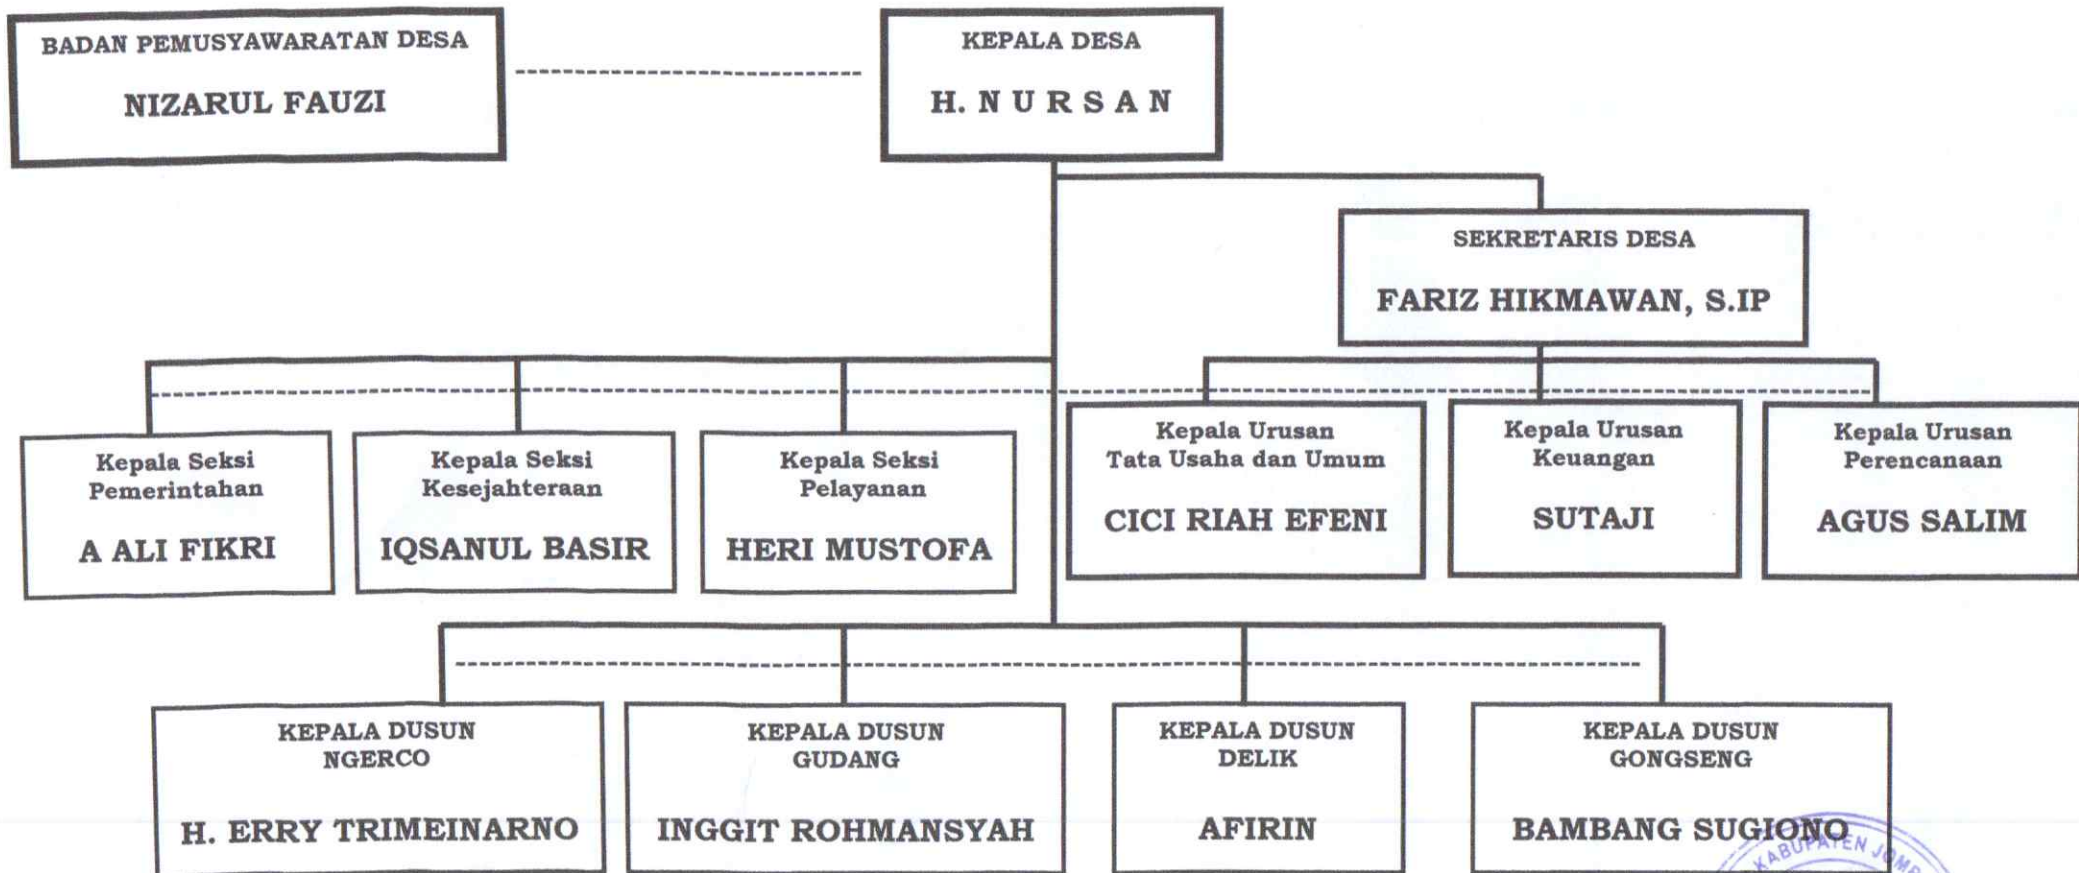 BADAN PEMUSYAWARATAN DESA
NIZARUL FAUZI
KEPALA DESA
H. N U R S A N
SEKRETARIS DESA
FARIZ HIKMAWAN, S.IP
Kepala Seksi
Pemerintahan
A ALI FIKRI
Kepala Seksi
Kesejahteraan
IQSANUL BASIR
Kepala Seksi
Pelayanan
HERI MUSTOFA
Kepala Urusan
Tata Usaha dan Umum
CICI RIAH EFENI
Kepala Urusan
Keuangan
SUTAJI
Kepala Urusan
Perencanaan
AGUS SALIM
KEPALA DUSUN
NGERCO
H. ERRY TRIMEINARNO
KEPALA DUSUN
GUDANG
INGGIT ROHMANSYAH
KEPALA DUSUN
DELIK
AFIRIN
KEPALA DUSUN
GONGSENG
BAMBANG SUGIONO
KABUPATEN